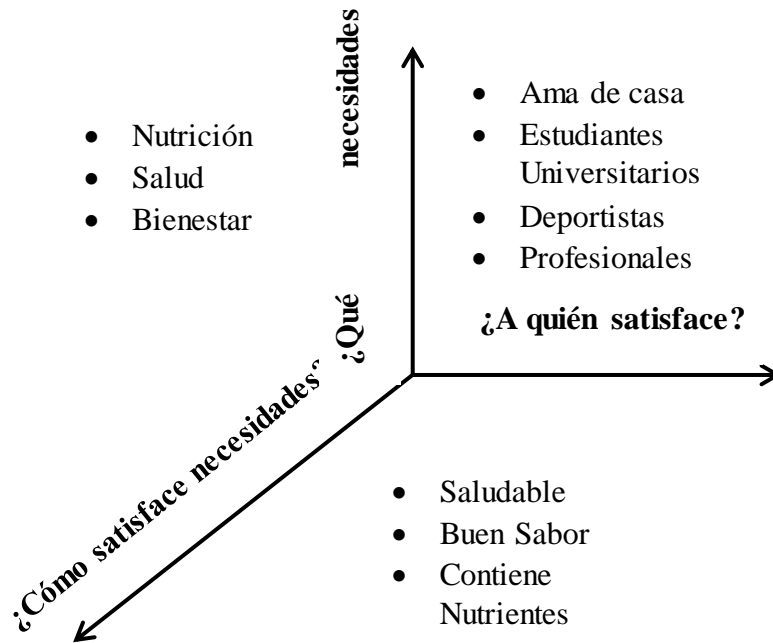 ¿Qué necesidades
• Nutrición
• Salud
• Bienestar
• Ama de casa
• Estudiantes
Universitarios
• Deportistas
• Profesionales
¿A quién satisface?
¿Cómo satisface necesidades?
• Saludable
• Buen Sabor
• Contiene
Nutrientes